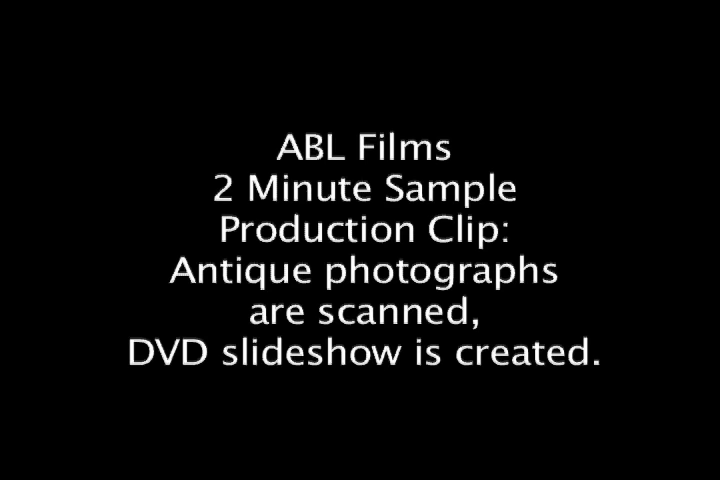 ABL Films
2 Minute Sample
Production Clip:
Antique photographs
are scanned,
DVD slideshow is created.